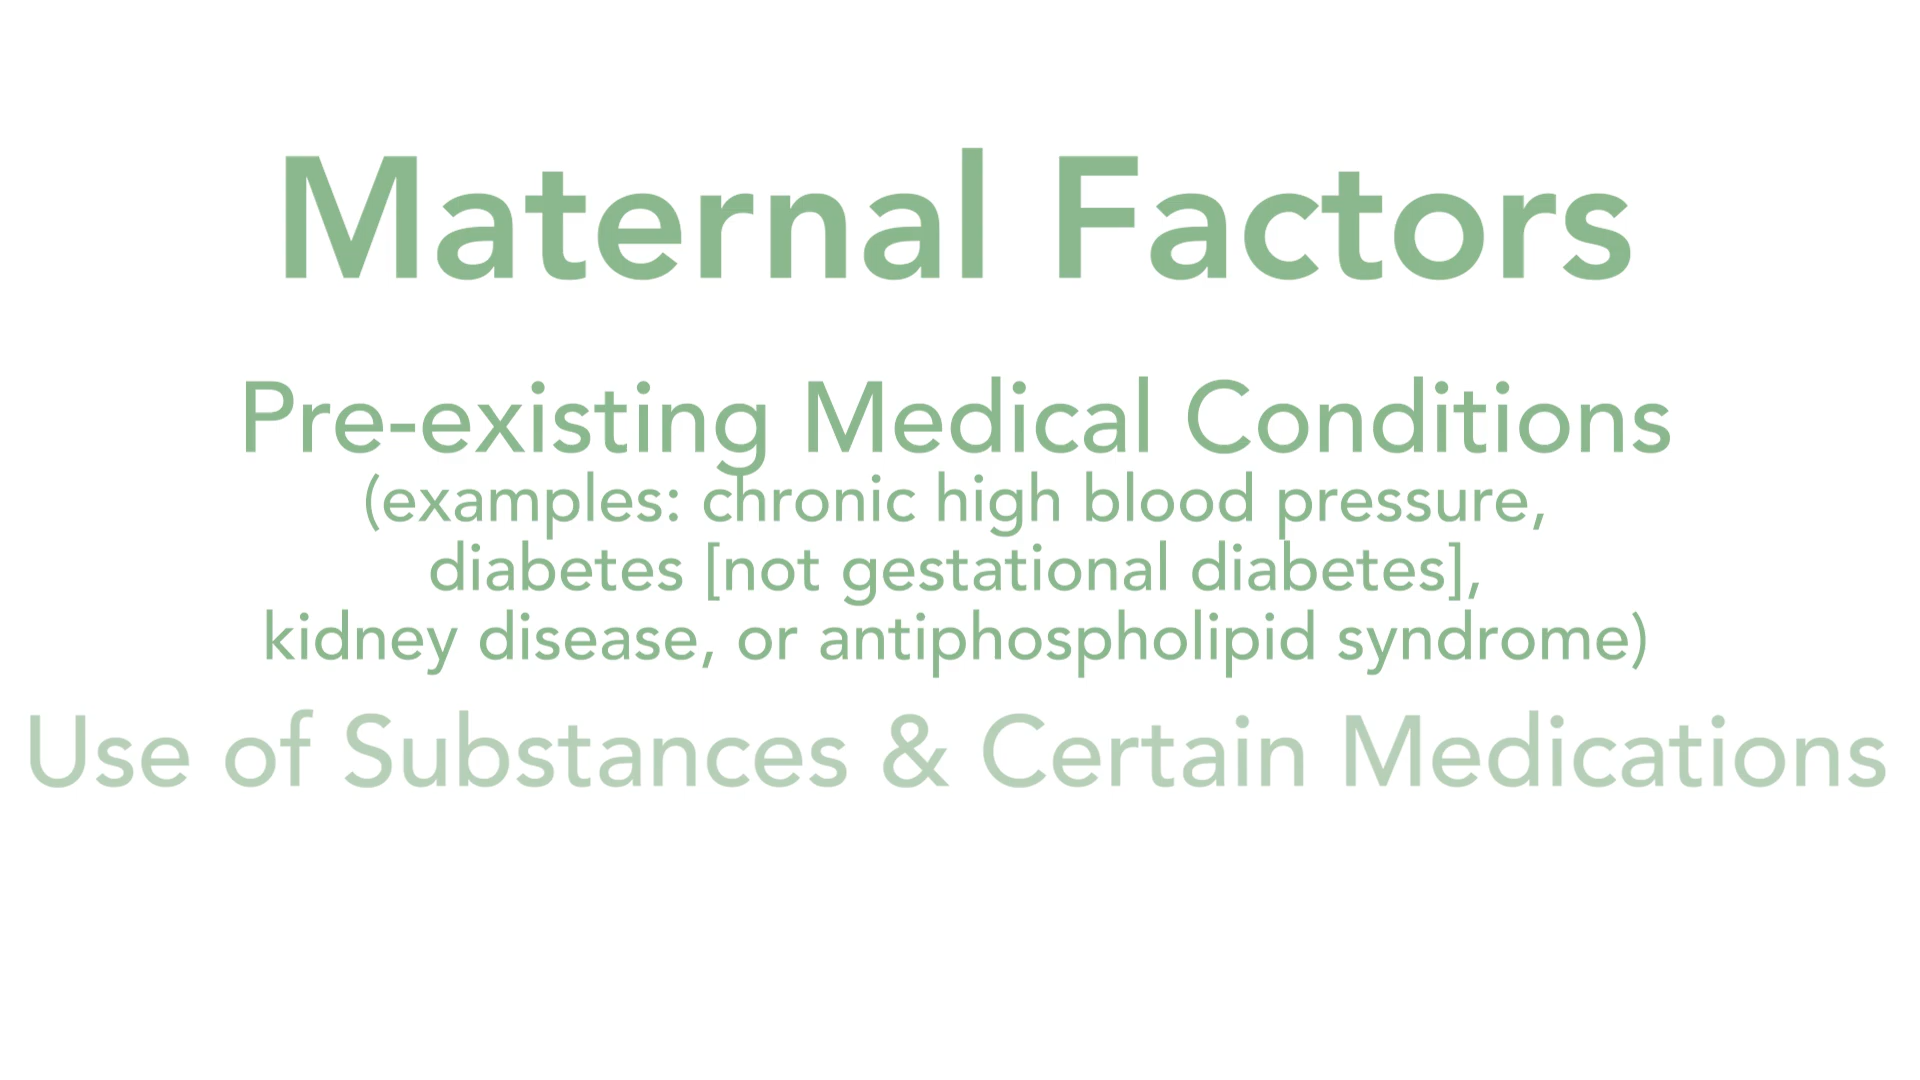 Maternal Factors
Pre-existing Medical Conditions
(examples: chronic high blood pressure,
diabetes [not gestational diabetes],
kidney disease, or antiphospholipid syndrome)
Use of Substances & Certain Medications